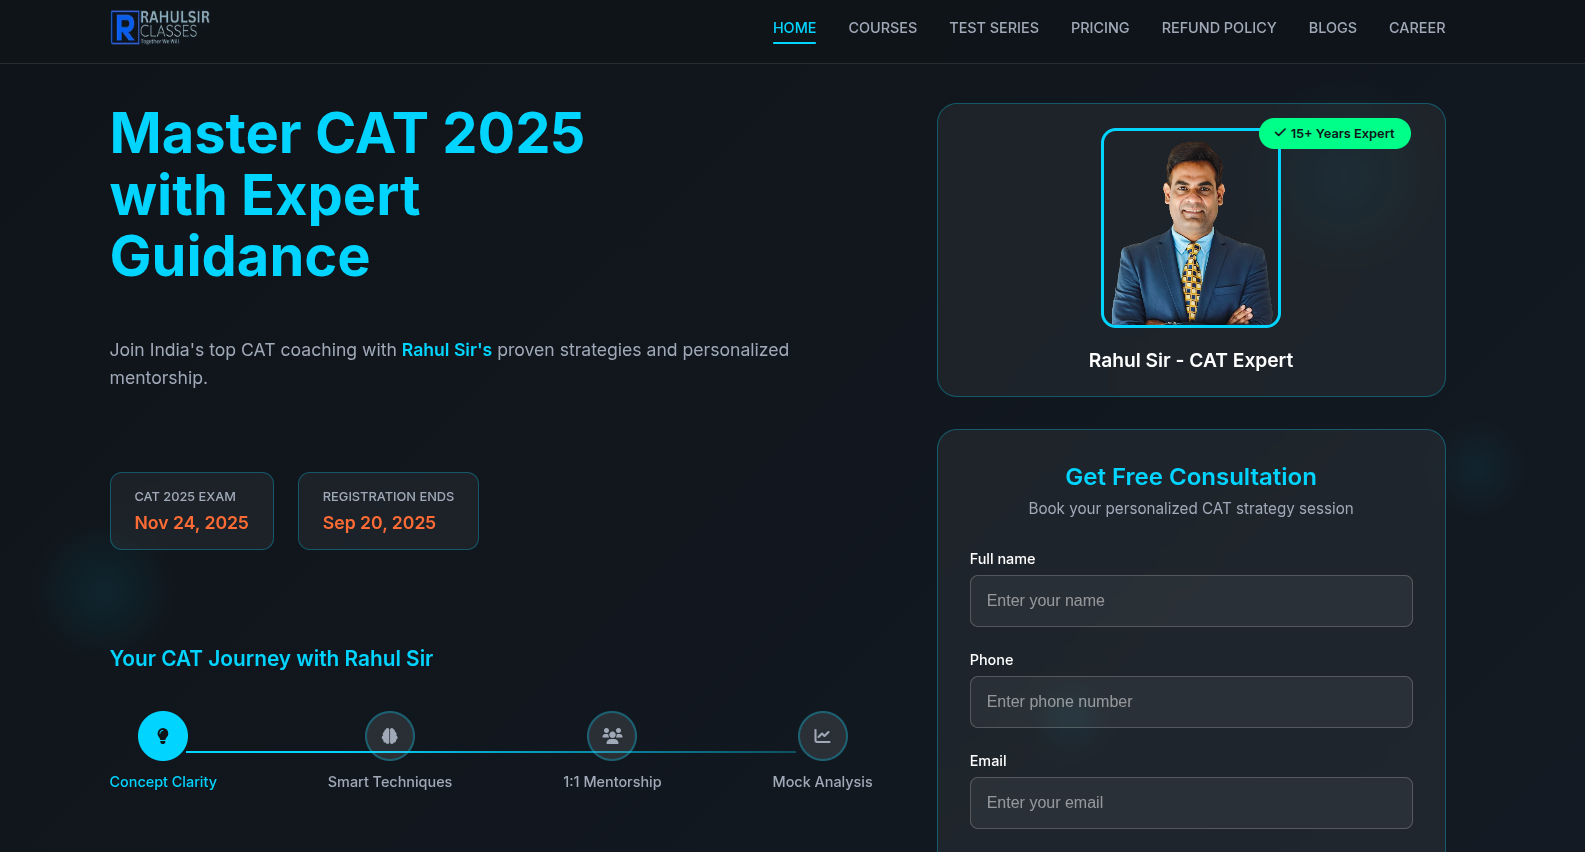 RAHULSIR
CLASSES
Together We Will
HOME COURSES TEST SERIES PRICING REFUND POLICY BLOGS CAREER
Master CAT 2025
with Expert
Guidance
Join India's top CAT coaching with Rahul Sir's proven strategies and personalized
mentorship.
CAT 2025 EXAM
Nov 24, 2025
REGISTRATION ENDS
Sep 20, 2025
Your CAT Journey with Rahul Sir
Concept Clarity
Smart Techniques
1:1 Mentorship
Mock Analysis
15+ Years Expert
Rahul Sir - CAT Expert
Get Free Consultation
Book your personalized CAT strategy session
Full name
Enter your name
Phone
Enter phone number
Email
Enter your email